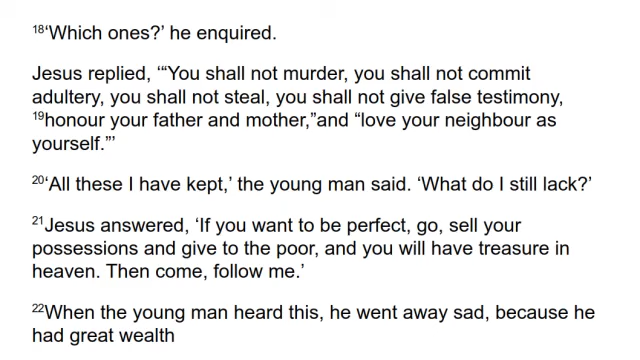 ¹⁸‘Which ones?’ he enquired.
Jesus replied, ‘“You shall not murder, you shall not commit
adultery, you shall not steal, you shall not give false testimony,
¹⁹honour your father and mother,”and “love your neighbour as
yourself.”’
²⁰‘All these I have kept,’ the young man said. ‘What do I still lack?’
²¹Jesus answered, ‘If you want to be perfect, go, sell your
possessions and give to the poor, and you will have treasure in
heaven. Then come, follow me.’
²²When the young man heard this, he went away sad, because he
had great wealth